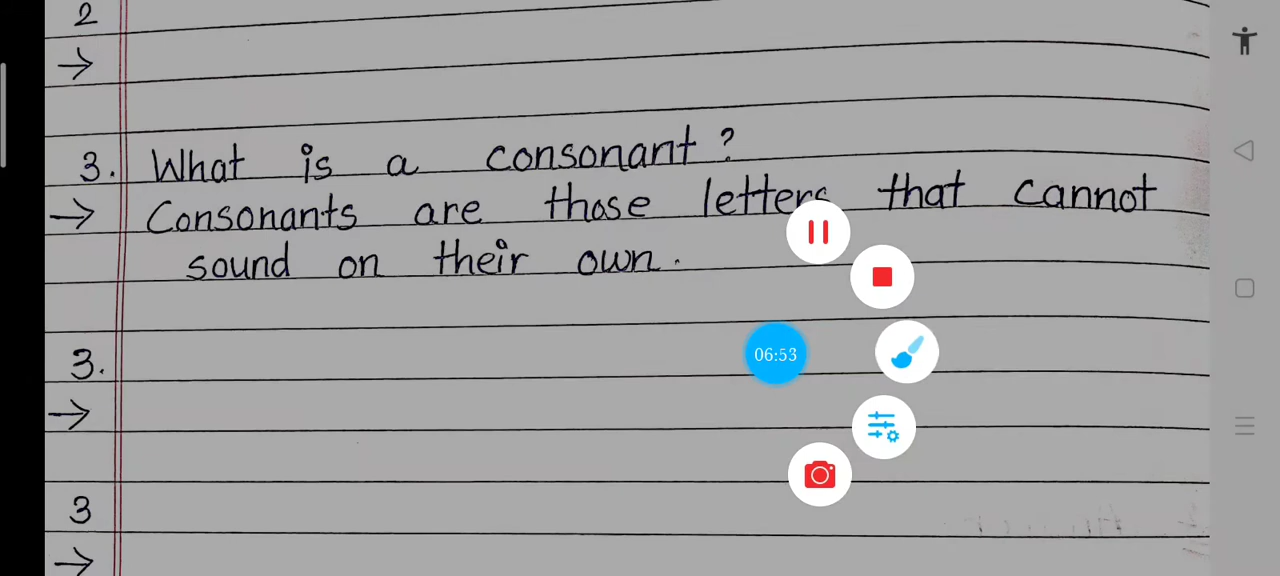 2
→
3. What is a consonant?
→ Consonants are those letters that cannot
sound on their own.
06:53
3.
→
3
→